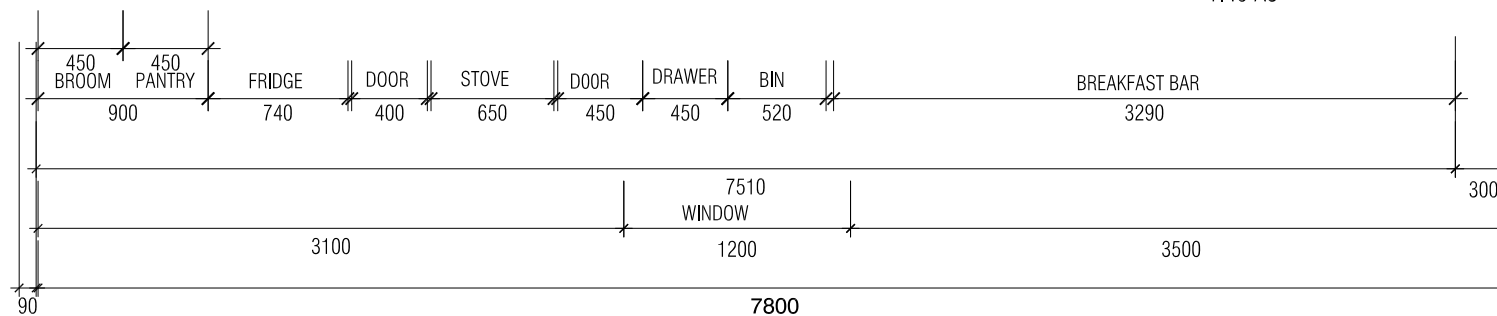 450 450
BROOM PANTRY FRIDGE DOOR STOVE DOOR DRAWER BIN BREAKFAST BAR
900 740 400 650 450 450 520 3290
7510 300
WINDOW
3100 1200 3500
90 7800